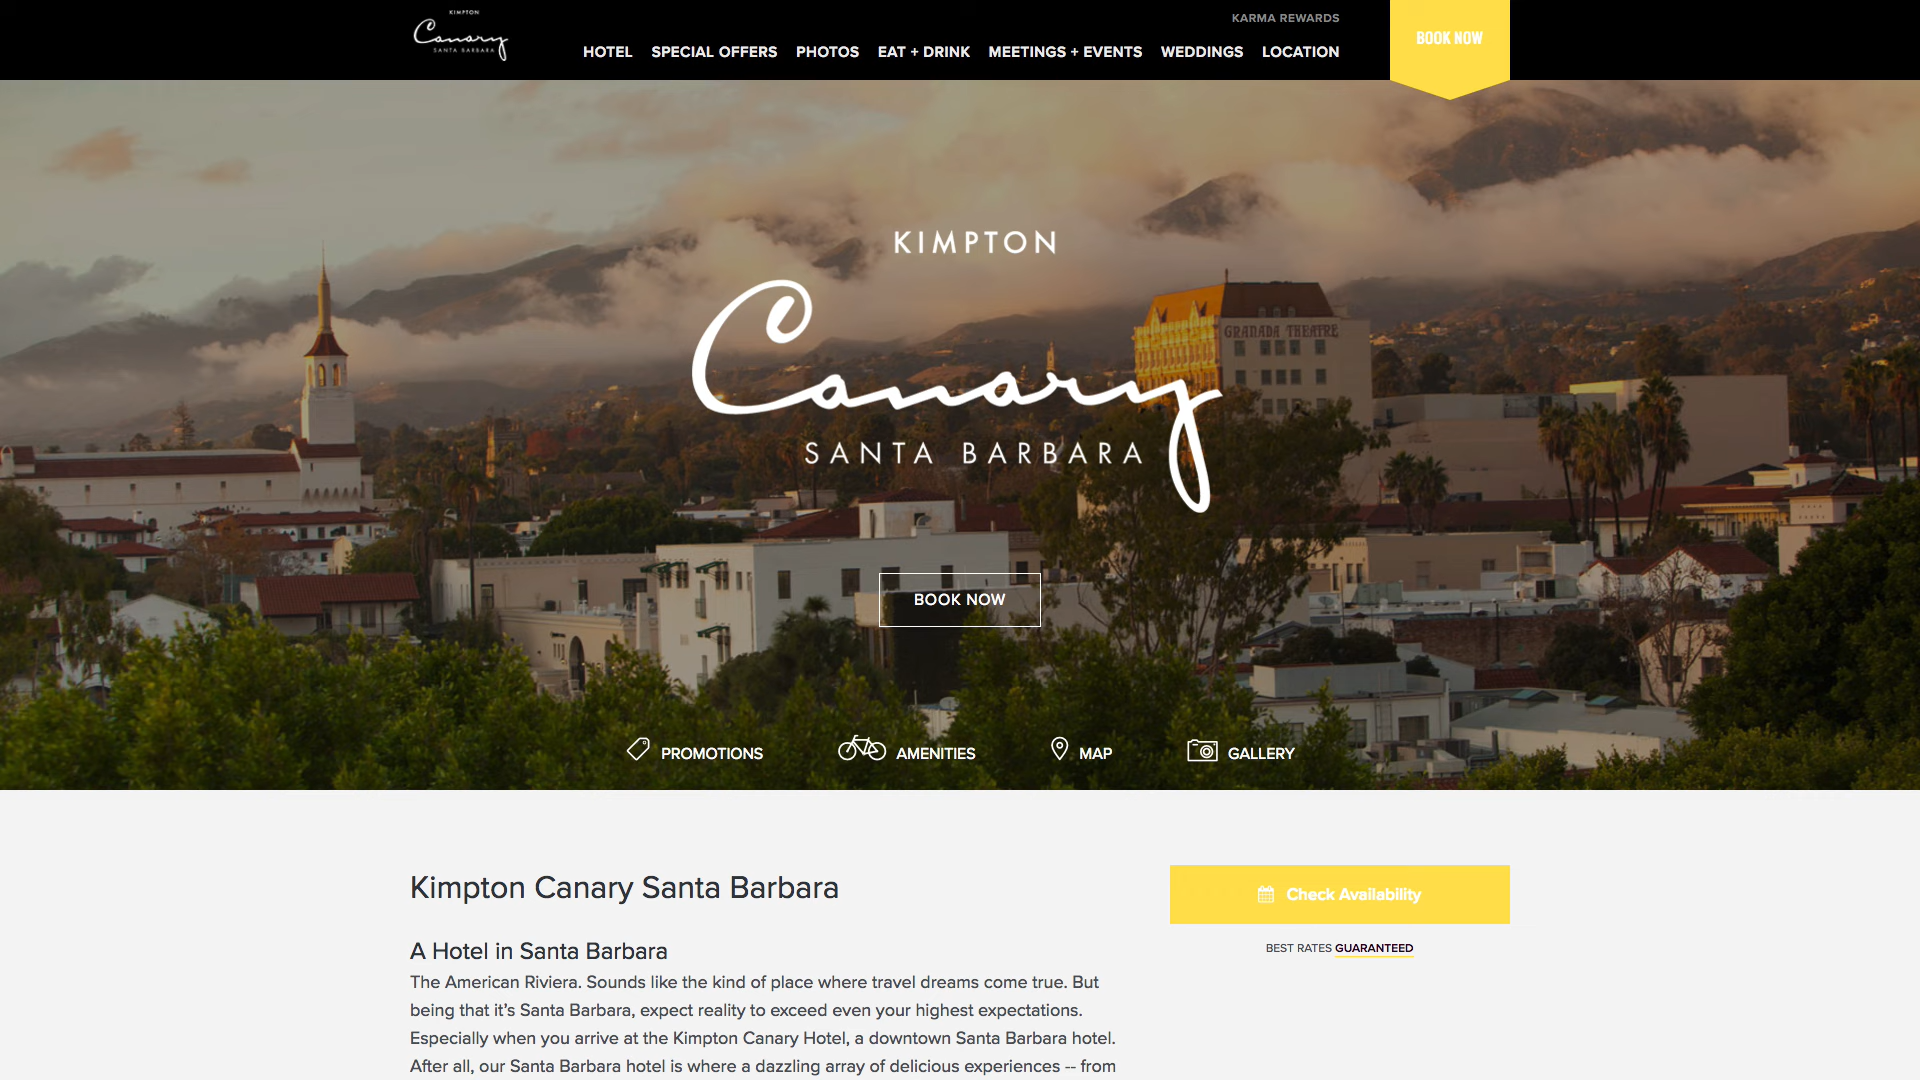 KIMPTON
Canary
SANTA BARBARA
KARMA REWARDS
HOTEL SPECIAL OFFERS PHOTOS EAT + DRINK MEETINGS + EVENTS WEDDINGS LOCATION
BOOK NOW
KIMPTON
Canary
SANTA BARBARA
GRANADA THEATRE
BOOK NOW
PROMOTIONS AMENITIES MAP GALLERY
Kimpton Canary Santa Barbara
A Hotel in Santa Barbara
The American Riviera. Sounds like the kind of place where travel dreams come true. But
being that it’s Santa Barbara, expect reality to exceed even your highest expectations.
Especially when you arrive at the Kimpton Canary Hotel, a downtown Santa Barbara hotel.
After all, our Santa Barbara hotel is where a dazzling array of delicious experiences -- from
Check Availability
BEST RATES GUARANTEED